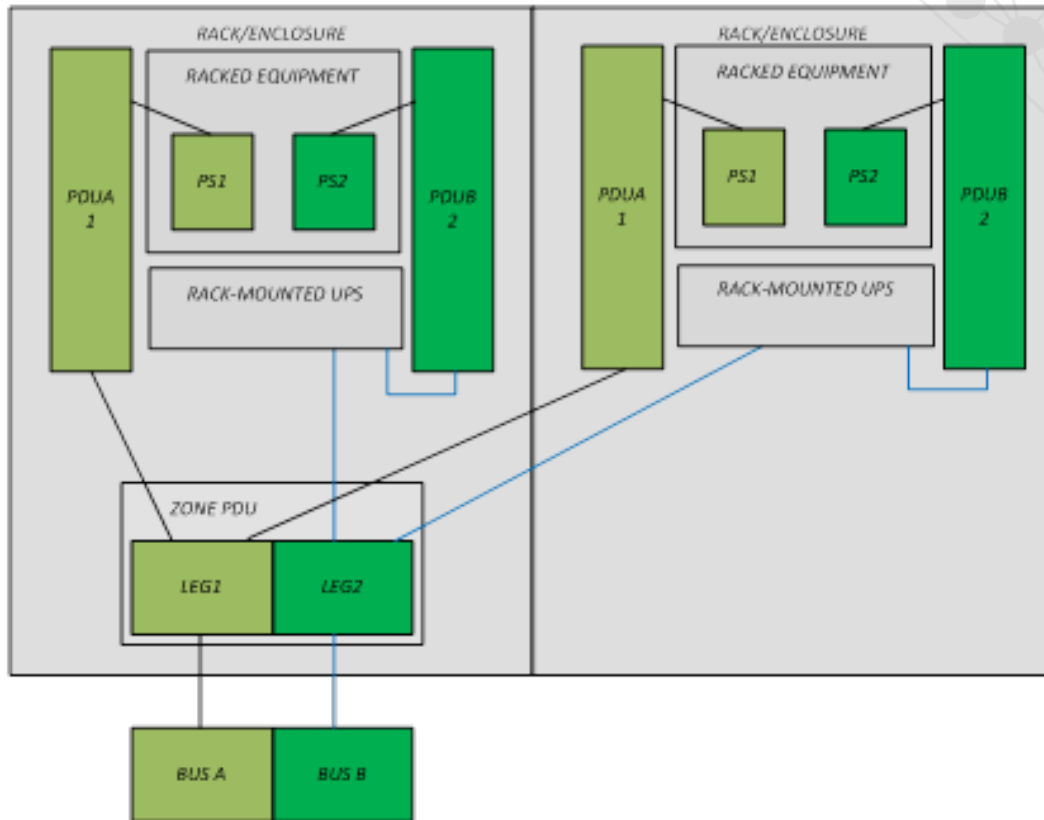 RACK/ENCLOSURE
RACKED EQUIPMENT
PDUA
1
PS1
PS2
PDUB
2
RACK-MOUNTED UPS
RACK/ENCLOSURE
RACKED EQUIPMENT
PDUA
1
PS1
PS2
PDUB
2
RACK-MOUNTED UPS
ZONE PDU
LEG1
LEG2
BUS A
BUS B